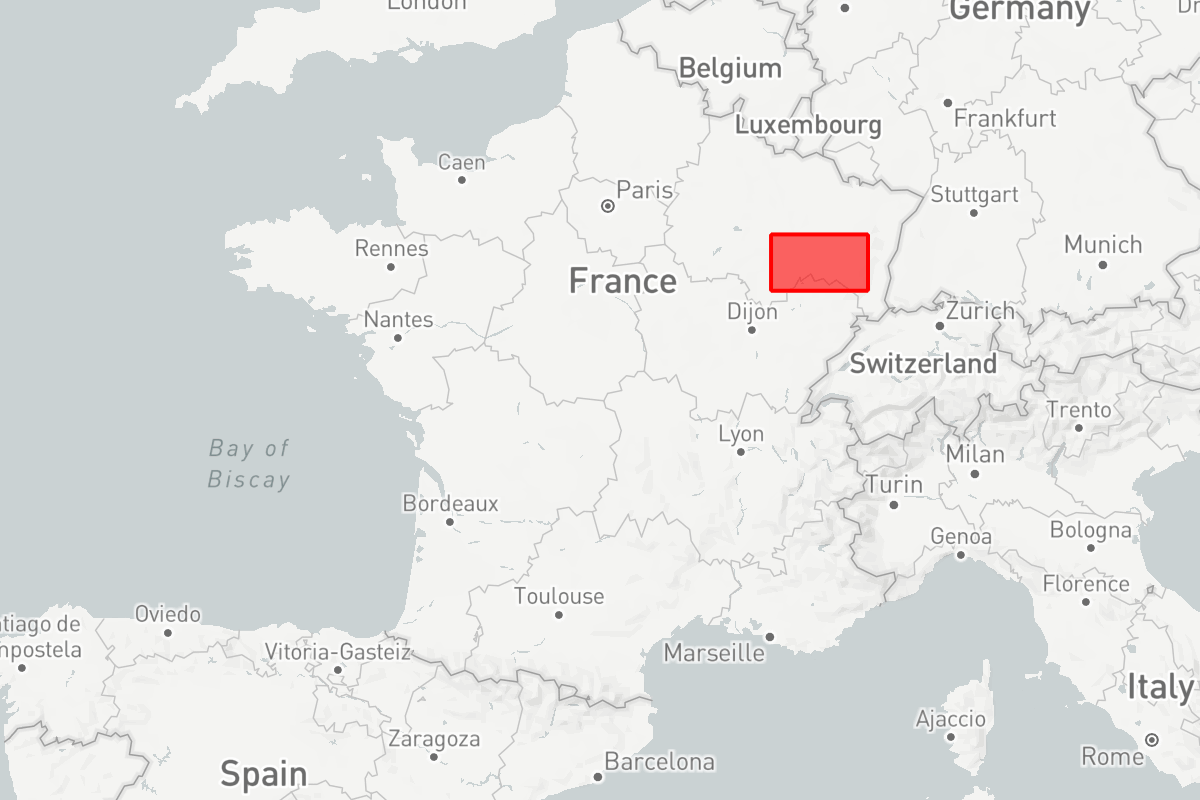 London
Germany
Belgium
Luxembourg
Frankfurt
Caen
Paris
Stuttgart
Rennes
Munich
France
Dijon
Zurich
Nantes
Switzerland
Trento
Lyon
Bay of
Biscay
Milan
Turin
Bordeaux
Genoa
Bologna
Florence
Toulouse
Oviedo
tiago de
mpostela
Vitoria-Gasteiz
Marseille
Italy
Ajaccio
Zaragoza
Rome
Barcelona
Spain